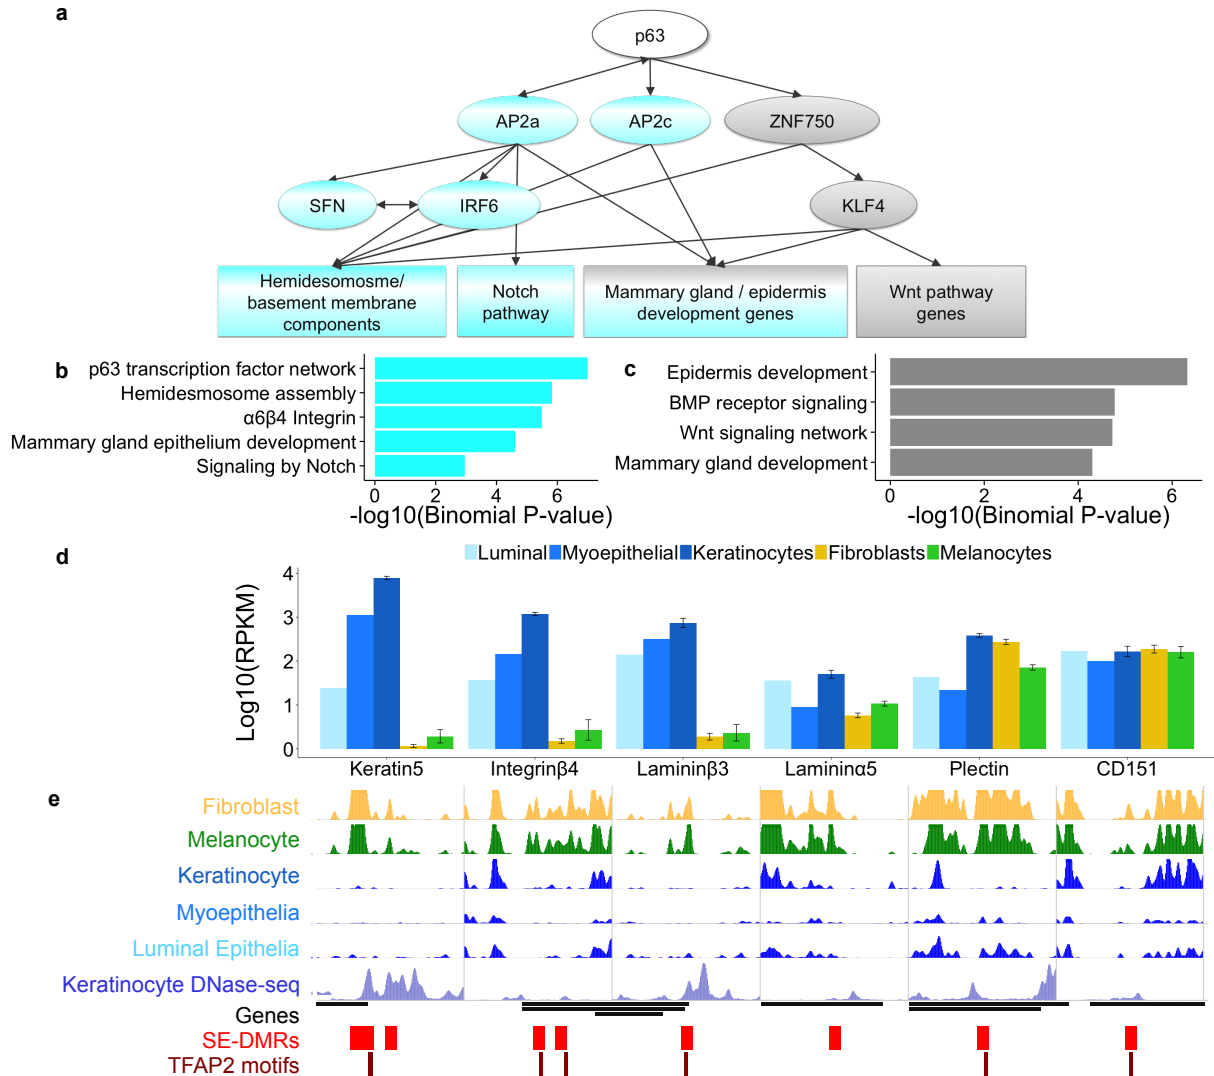 a
p63
AP2a
AP2c
ZNF750
SFN
IRF6
KLF4
Hemidesomosme/
basement membrane
components
Notch
pathway
Mammary gland / epidermis
development genes
Wnt pathway
genes
b
p63 transcription factor network
Hemidesmosome assembly
α6β4 Integrin
Mammary gland epithelium development
Signaling by Notch
0 2 4 6
-log10(Binomial P-value)
c
Epidermis development
BMP receptor signaling
Wnt signaling network
Mammary gland development
0 2 4 6
-log10(Binomial P-value)
d
Luminal Myoepithelial Keratinocytes Fibroblasts Melanocytes
Log10(RPKM)
4
3
2
1
0
Keratin5 Integrinβ4 Lamininβ3 Lamininα5 Plectin CD151
e
Fibroblast
Melanocyte
Keratinocyte
Myoepithelia
Luminal Epithelia
Keratinocyte DNase-seq
Genes
SE-DMRs
TFAP2 motifs